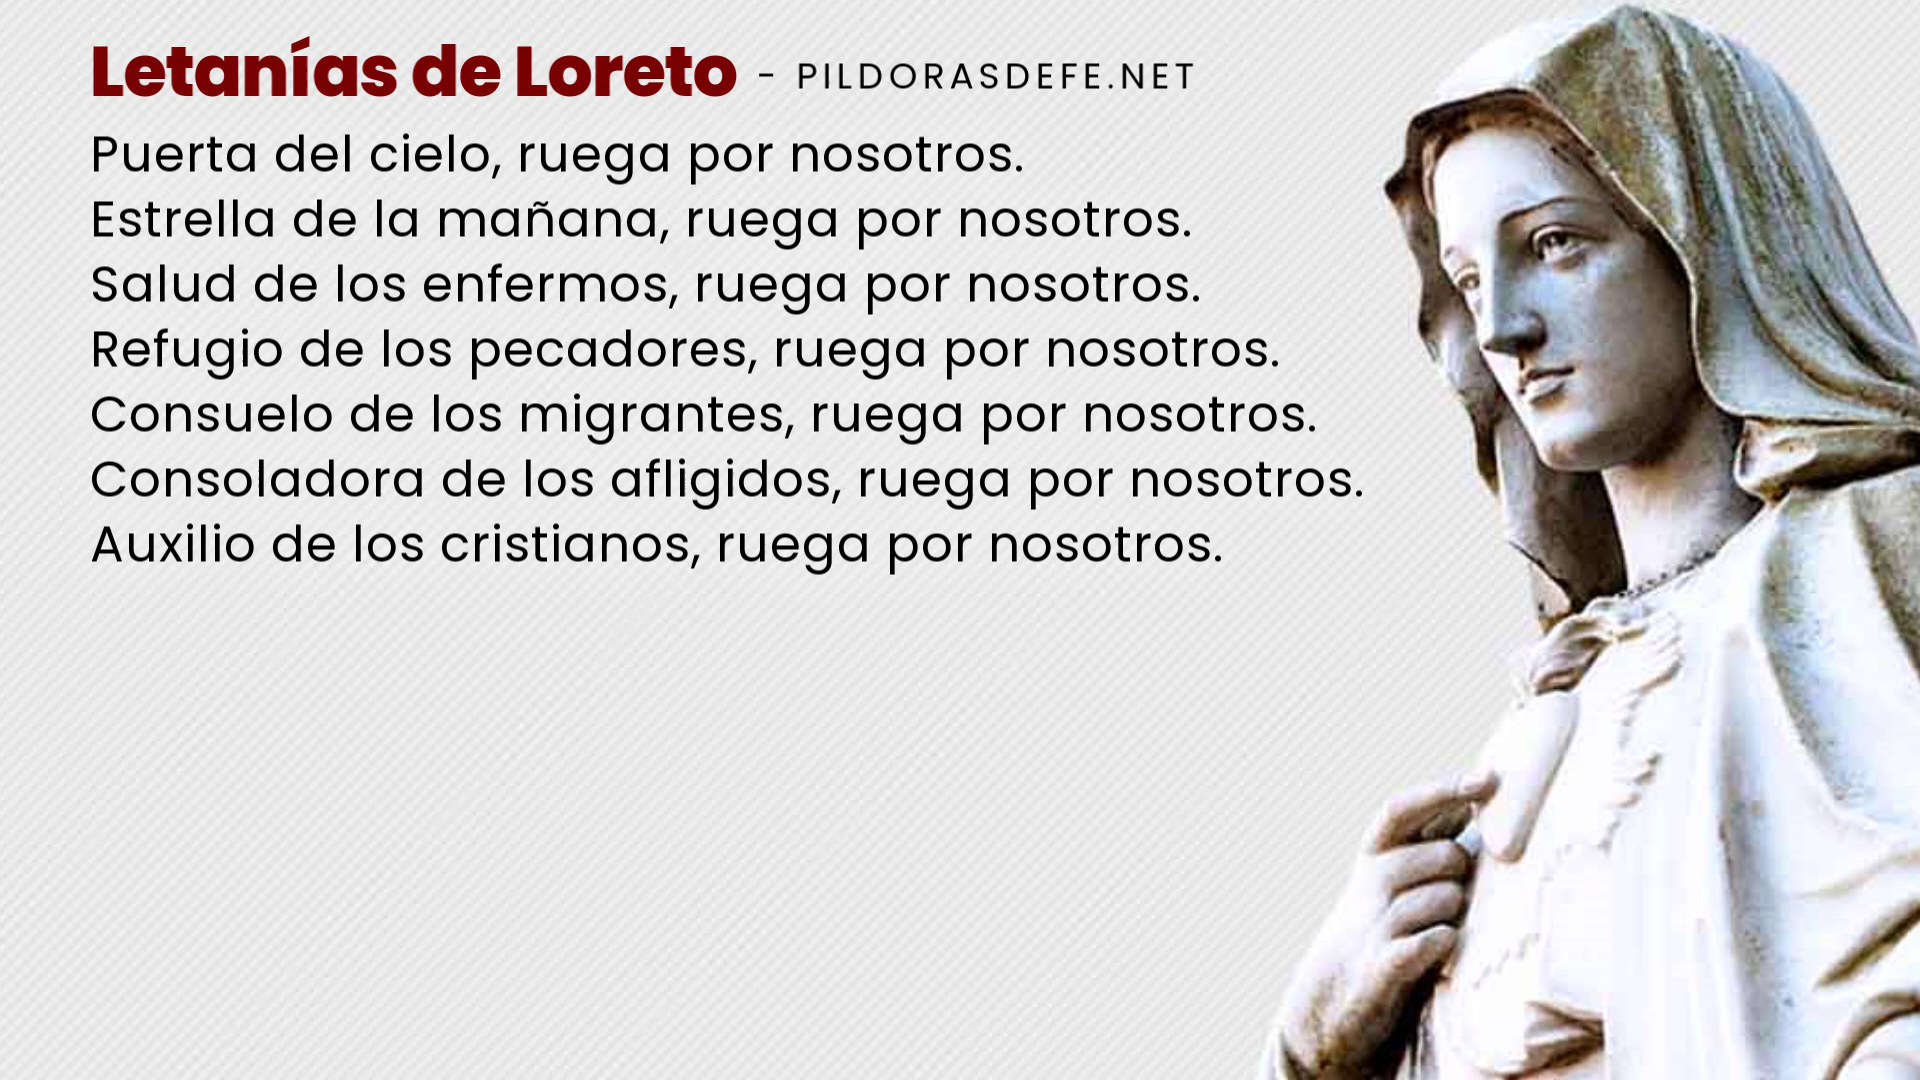 Letanías de Loreto - PILDORASDEFE.NET
Puerta del cielo, ruega por nosotros.
Estrella de la mañana, ruega por nosotros.
Salud de los enfermos, ruega por nosotros.
Refugio de los pecadores, ruega por nosotros.
Consuelo de los migrantes, ruega por nosotros.
Consoladora de los afligidos, ruega por nosotros.
Auxilio de los cristianos, ruega por nosotros.